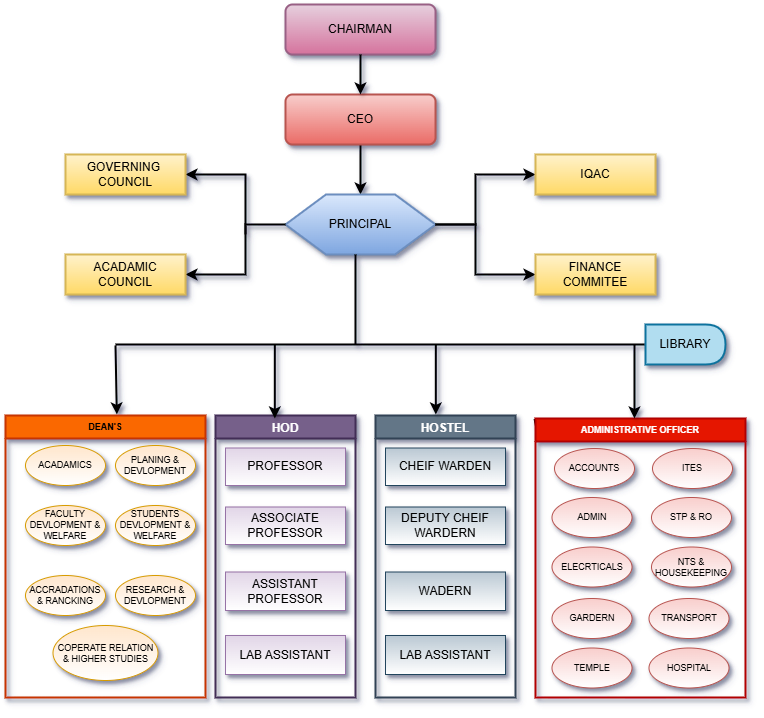 CHAIRMAN
CEO
GOVERNING
COUNCIL
IQAC
PRINCIPAL
ACADAMIC
COUNCIL
FINANCE
COMMITEE
LIBRARY
DEAN'S
ACADAMICS
PLANING &
DEVLOPMENT
FACULTY
DEVLOPMENT &
WELFARE
STUDENTS
DEVLOPMENT &
WELFARE
ACCRADATIONS
& RANCKING
RESEARCH &
DEVLOPMENT
COPERATE RELATION
& HIGHER STUDIES
HOD
PROFESSOR
ASSOCIATE
PROFESSOR
ASSISTANT
PROFESSOR
LAB ASSISTANT
HOSTEL
CHEIF WARDEN
DEPUTY CHEIF
WARDERN
WADERN
LAB ASSISTANT
ADMINISTRATIVE OFFICER
ACCOUNTS
ITES
ADMIN
STP & RO
ELECRTICALS
NTS &
HOUSEKEEPING
GARDERN
TRANSPORT
TEMPLE
HOSPITAL